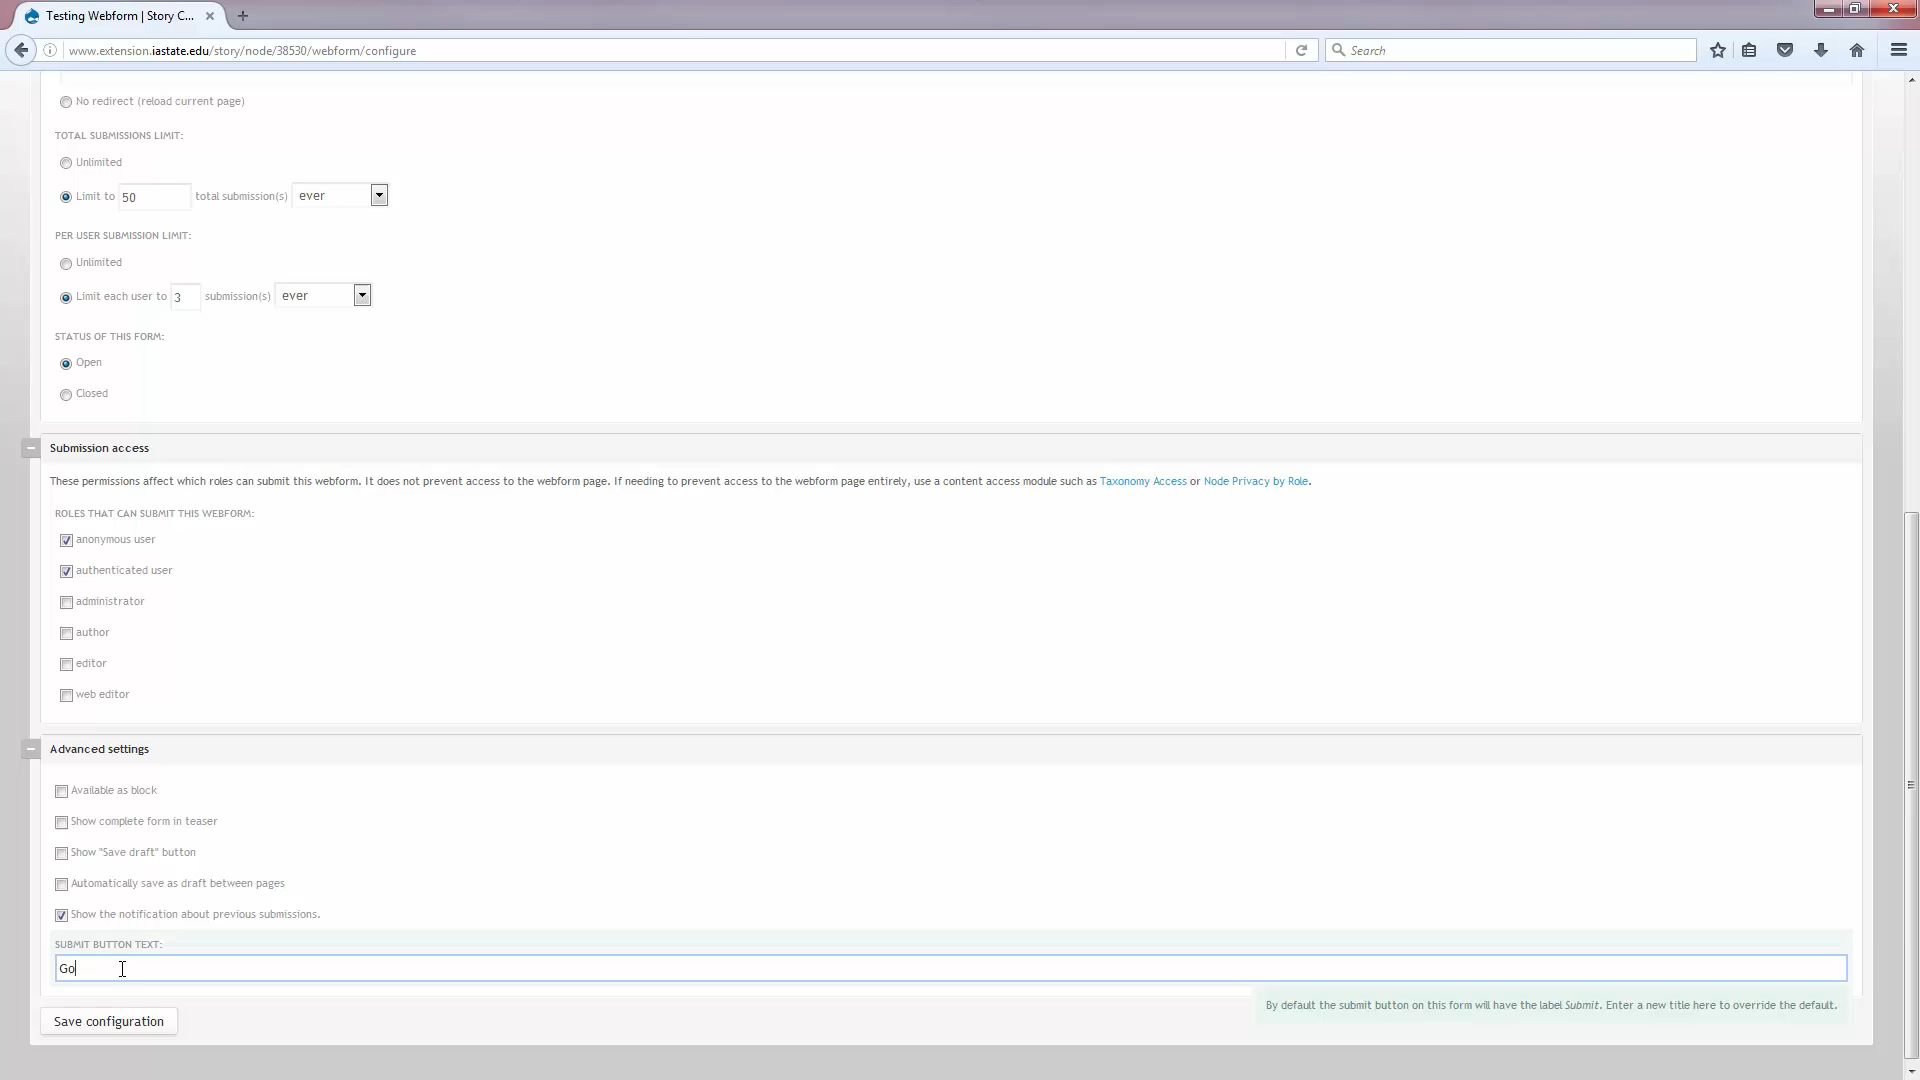 Testing Webform | Story C...
www.extension.iastate.edu/story/node/38530/webform/configure
Search
No redirect (reload current page)
TOTAL SUBMISSIONS LIMIT:
Unlimited
Limit to 50 total submission(s) ever
PER USER SUBMISSION LIMIT:
Unlimited
Limit each user to 3 submission(s) ever
STATUS OF THIS FORM:
Open
Closed
Submission access
These permissions affect which roles can submit this webform. It does not prevent access to the webform page. If needing to prevent access to the webform page entirely, use a content access module such as Taxonomy Access or Node Privacy by Role.
ROLES THAT CAN SUBMIT THIS WEBFORM:
anonymous user
authenticated user
administrator
author
editor
web editor
Advanced settings
Available as block
Show complete form in teaser
Show "Save draft" button
Automatically save as draft between pages
Show the notification about previous submissions.
SUBMIT BUTTON TEXT:
Go
By default the submit button on this form will have the label Submit. Enter a new title here to override the default.
Save configuration